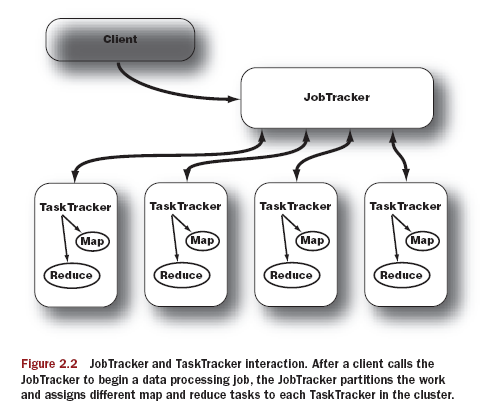 Client
JobTracker
TaskTracker TaskTracker TaskTracker TaskTracker
Map Map Map Map
Reduce Reduce Reduce Reduce
Figure 2.2 JobTracker and TaskTracker interaction. After a client calls the
JobTracker to begin a data processing job, the JobTracker partitions the work
and assigns different map and reduce tasks to each TaskTracker in the cluster.